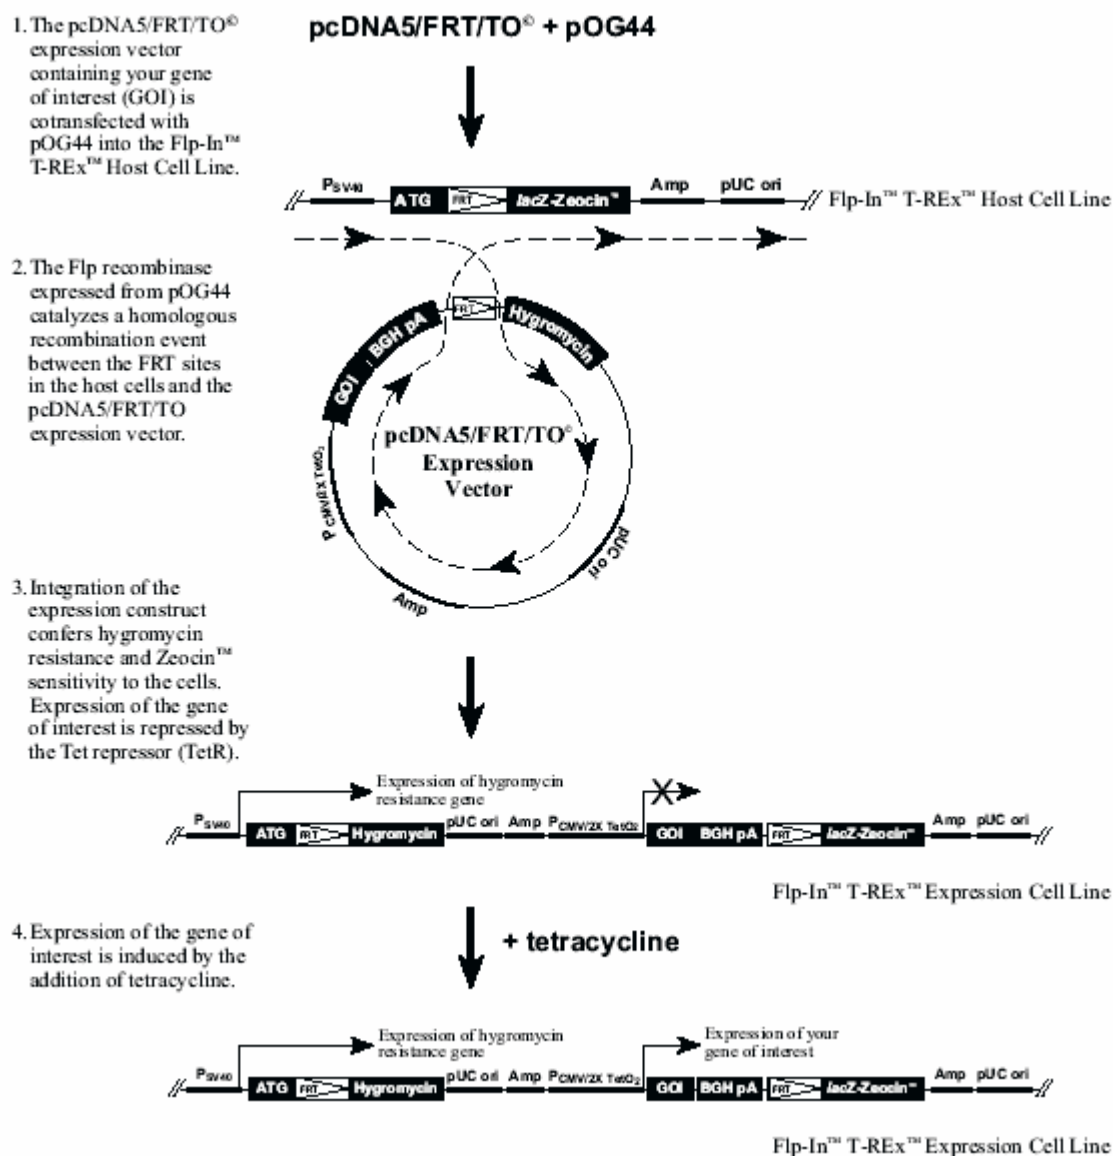 1. The pcDNA5/FRT/TO©
expression vector
containing your gene
of interest (GOI) is
cotransfected with
pOG44 into the Flp-In™
T-REx™ Host Cell Line.
pcDNA5/FRT/TO© + pOG44
PSV40
ATG
FRT
lacZ-Zeocin™
Amp
pUC ori
Flp-In™ T-REx™ Host Cell Line
2. The Flp recombinase
expressed from pOG44
catalyzes a homologous
recombination event
between the FRT sites
in the host cells and the
pcDNA5/FRT/TO
expression vector.
GOI
BGH pA
FRT
Hygromycin
pcDNA5/FRT/TO©
Expression
Vector
PCMV/2X TetO2
Amp
pUC ori
3. Integration of the
expression construct
confers hygromycin
resistance and Zeocin™
sensitivity to the cells.
Expression of the gene
of interest is repressed by
the Tet repressor (TetR).
Expression of hygromycin
resistance gene
X
PSV40
ATG
FRT
Hygromycin
pUC ori
Amp
PCMV/2X TetO2
GOI
BGH pA
FRT
lacZ-Zeocin™
Amp
pUC ori
Flp-In™ T-REx™ Expression Cell Line
4. Expression of the gene of
interest is induced by the
addition of tetracycline.
+ tetracycline
Expression of hygromycin
resistance gene
Expression of your
gene of interest
PSV40
ATG
FRT
Hygromycin
pUC ori
Amp
PCMV/2X TetO2
GOI
BGH pA
FRT
lacZ-Zeocin™
Amp
pUC ori
Flp-In™ T-REx™ Expression Cell Line